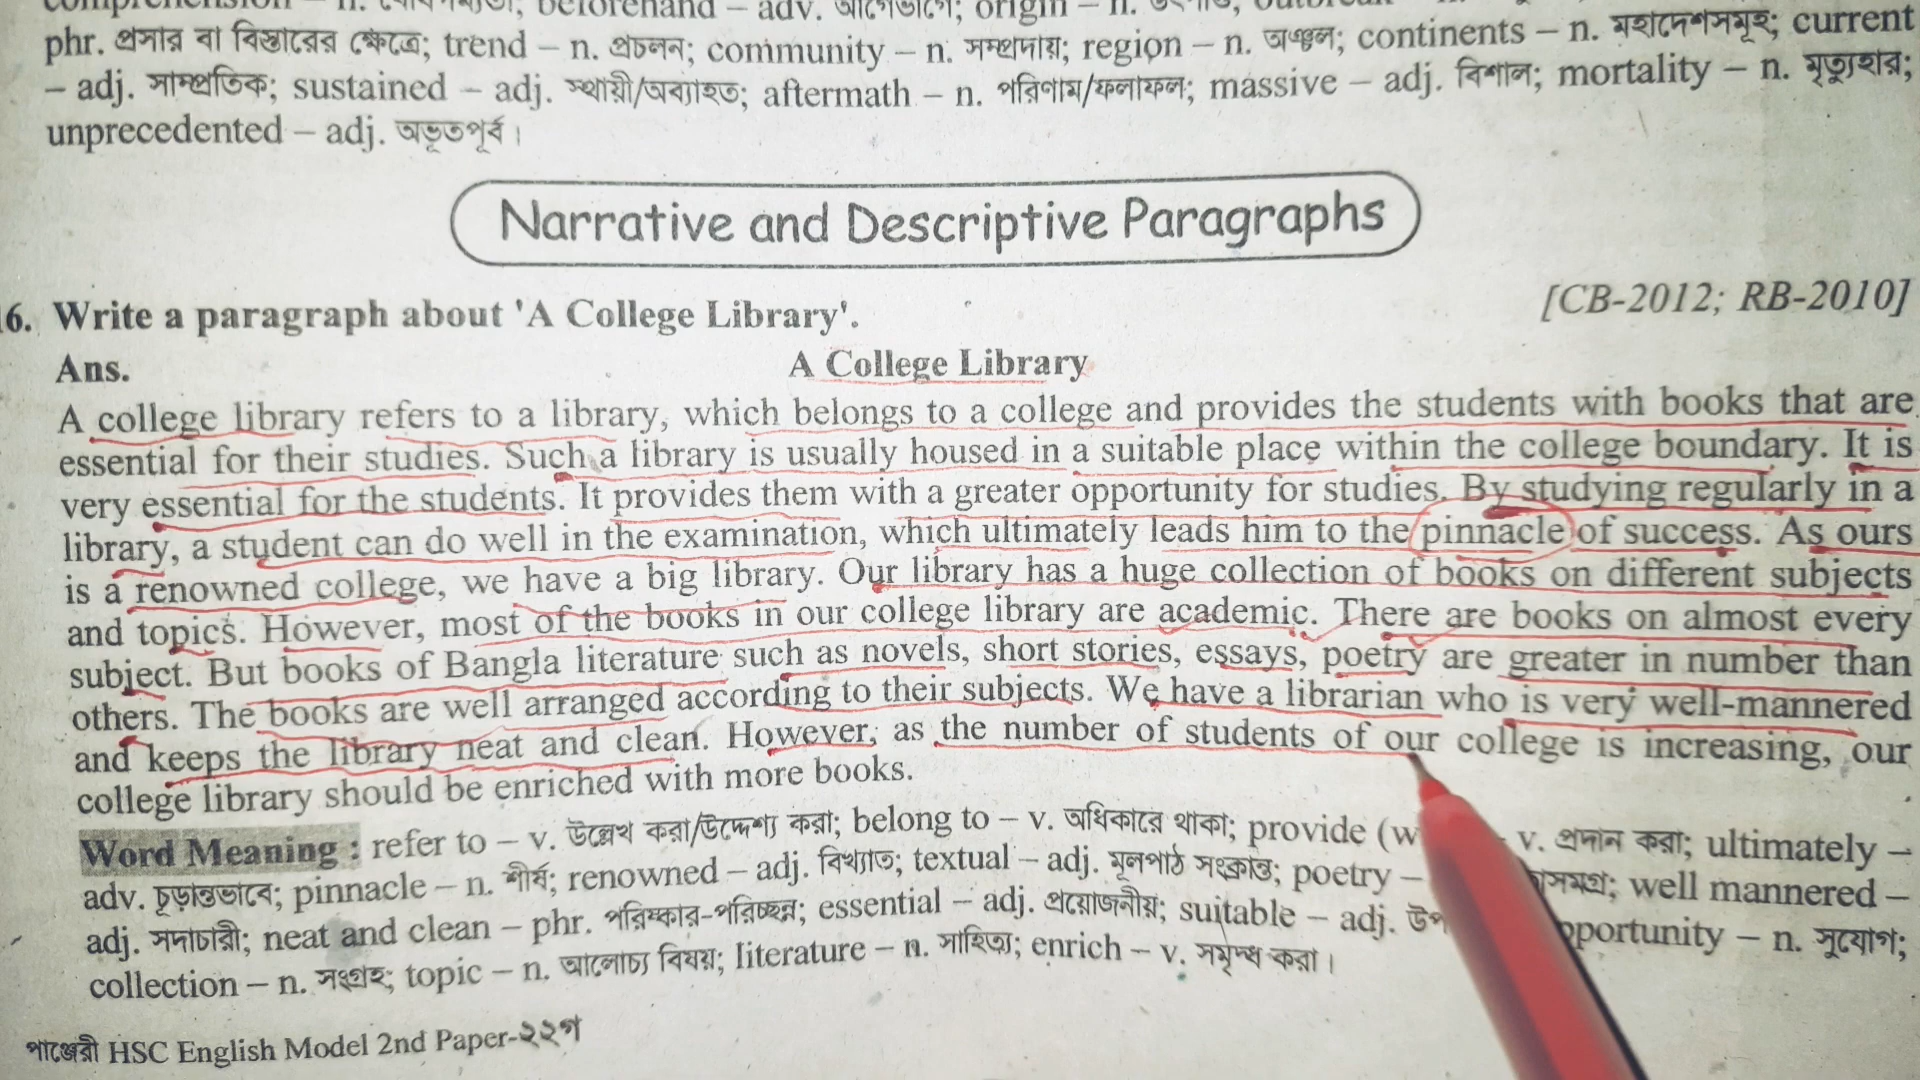 beforehand – adv. আগেভাগে; origin – n.
phr. প্রসার বা বিস্তারের ক্ষেত্রে; trend – n. প্রচলন; community – n. সম্প্রদায়; region – n. অঞ্চল; continents – n. মহাদেশসমূহ; current
– adj. সাম্প্রতিক; sustained – adj. স্থায়ী/অব্যাহত; aftermath – n. পরিণাম/ফলাফল; massive – adj. বিশাল; mortality – n. মৃত্যুহার;
unprecedented – adj. অভূতপূর্ব।
Narrative and Descriptive Paragraphs
6. Write a paragraph about 'A College Library'. [CB-2012; RB-2010]
Ans. A College Library
A college library refers to a library, which belongs to a college and provides the students with books that are
essential for their studies. Such a library is usually housed in a suitable place within the college boundary. It is
very essential for the students. It provides them with a greater opportunity for studies. By studying regularly in a
library, a student can do well in the examination, which ultimately leads him to the pinnacle of success. As ours
is a renowned college, we have a big library. Our library has a huge collection of books on different subjects
and topics. However, most of the books in our college library are academic. There are books on almost every
subject. But books of Bangla literature such as novels, short stories, essays, poetry are greater in number than
others. The books are well arranged according to their subjects. We have a librarian who is very well-mannered
and keeps the library neat and clean. However, as the number of students of our college is increasing, our
college library should be enriched with more books.
Word Meaning : refer to – v. উল্লেখ করা/উদ্দেশ্য করা; belong to – v. অধিকারে থাকা; provide (w v. প্রদান করা; ultimately –
adv. চূড়ান্তভাবে; pinnacle – n. শীর্ষ; renowned – adj. বিখ্যাত; textual – adj. মূলপাঠ সংক্রান্ত; poetry – well mannered –
adj. সদাচারী; neat and clean – phr. পরিষ্কার-পরিচ্ছন্ন; essential – adj. প্রয়োজনীয়; suitable – adj. pportunity – n. সুযোগ;
collection – n. সংগ্রহ; topic – n. আলোচ্য বিষয়; literature – n. সাহিত্য; enrich – v. সমৃদ্ধ করা।
পাঞ্জেরী HSC English Model 2nd Paper-২২গ